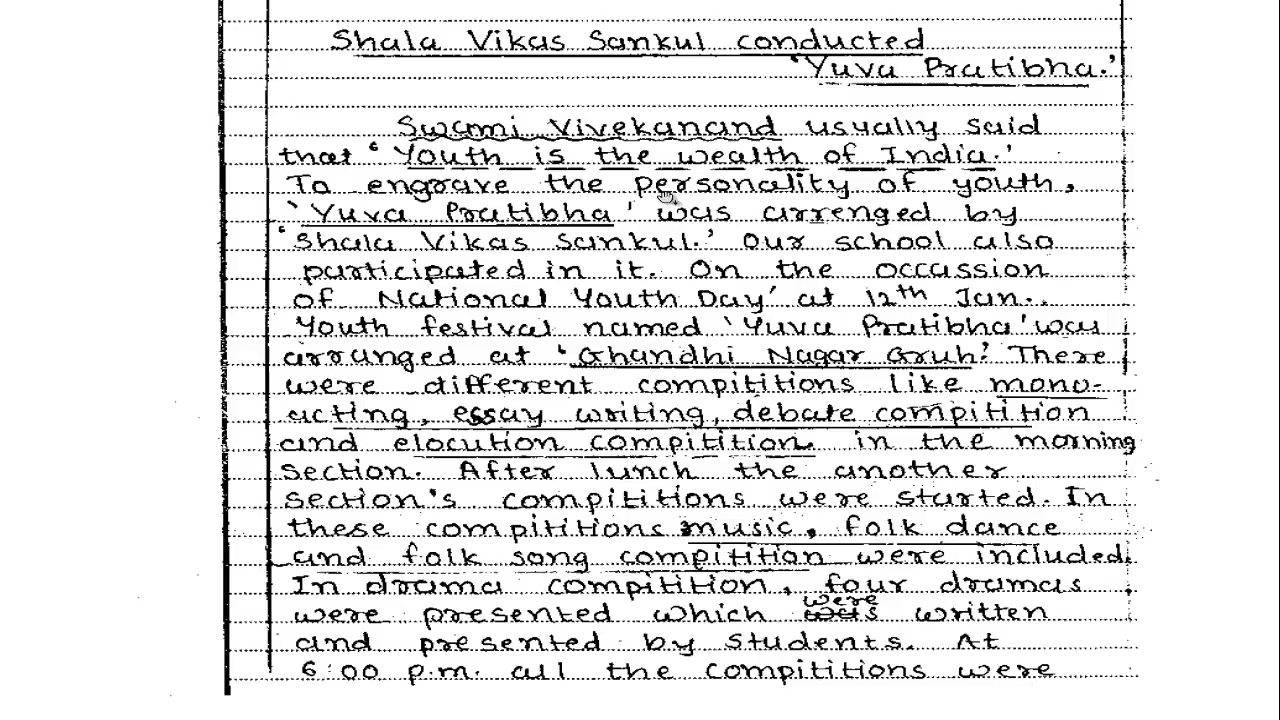 Shala Vikas Sankul conducted
'Yuva Pratibha.'
Swami Vivekanand usually said
that 'Youth is the wealth of India.'
To engrave the personality of youth,
'Yuva Pratibha' was arrenged by
'Shala Vikas Sankul.' Our school also
participated in it. On the occassion
of National Youth Day' at 12th Jan..
Youth festival named 'Yuva Pratibha' was
arranged at 'Ghandhi Nagar Gruh.' There
were different compititions like mono-
acting, essay writing, debate compitition
and elocution compitition. in the morning
section. After lunch the another
section's compititions were started. In
these compititions music, folk dance
and folk song compitition were included.
In drama compitition, four dramas
were presented which were written
and presented by students. At
6:00 p.m. all the compititions were